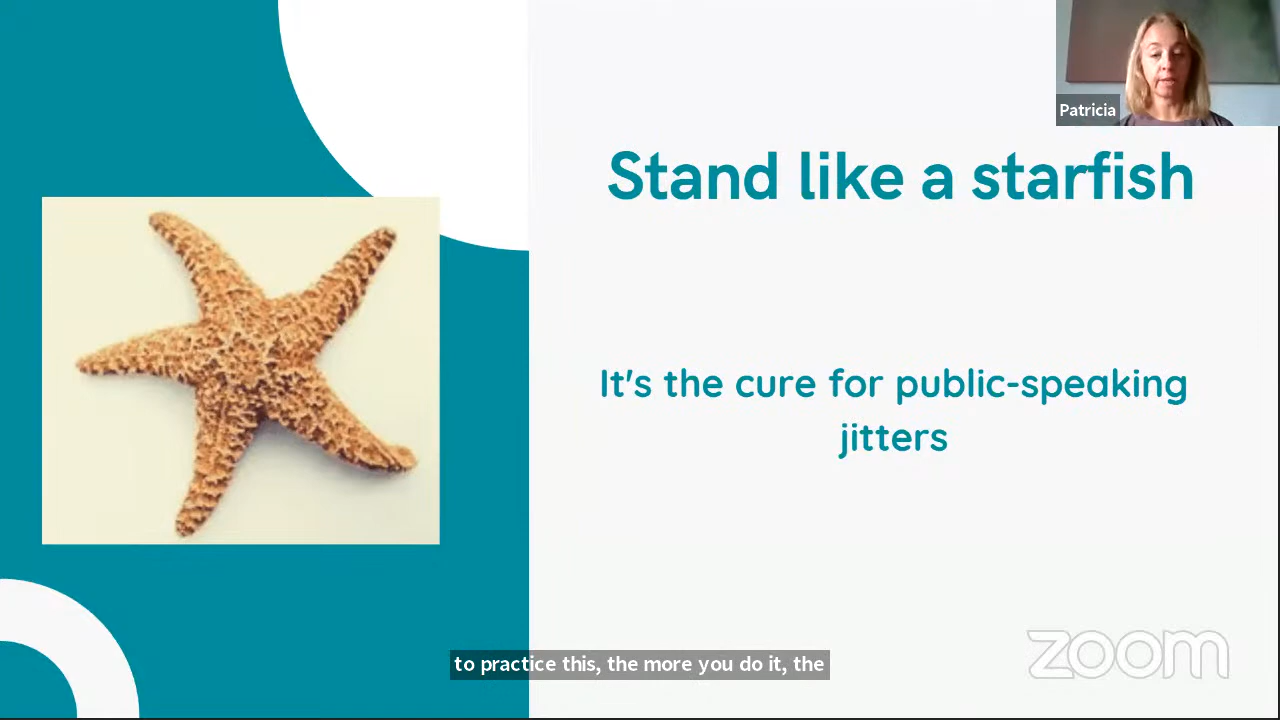 Patricia
Stand like a starfish
It's the cure for public-speaking
jitters
to practice this, the more you do it, the
zoom